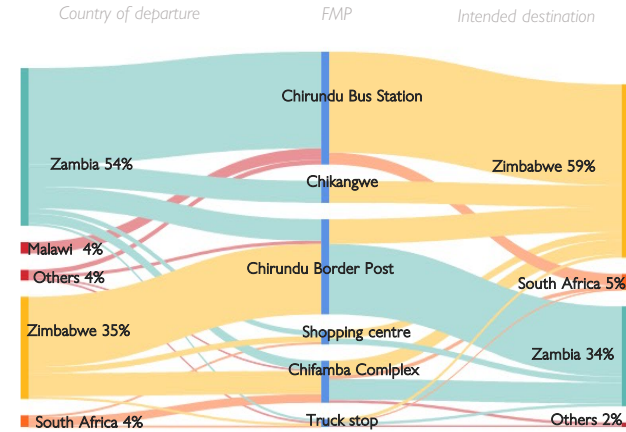 Country of departure
FMP
Intended destination
Chirundu Bus Station
Zambia 54%
Zimbabwe 59%
Chikangwe
Malawi 4%
Others 4%
Chirundu Border Post
South Africa 5%
Zimbabwe 35%
Shopping centre
Zambia 34%
Chifamba Comlplex
South Africa 4%
Truck stop
Others 2%